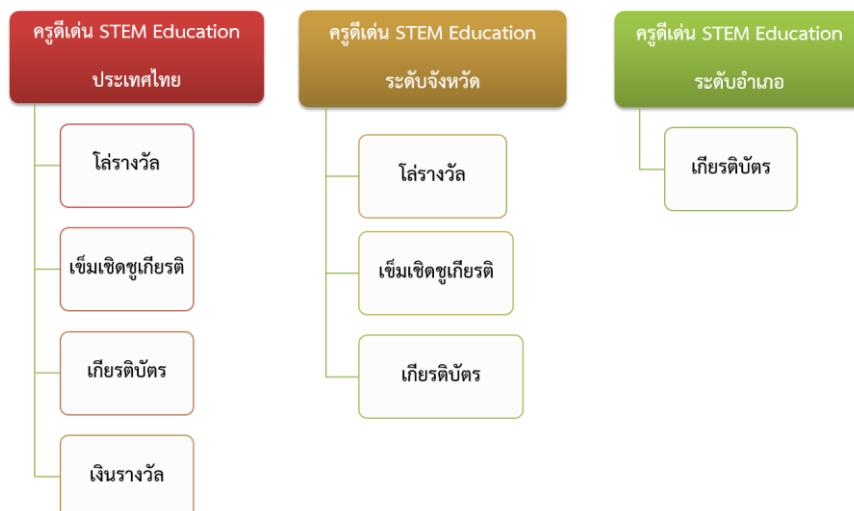 ครูดีเด่น STEM Education
ประเทศไทย
โล่รางวัล
เข็มเชิดชูเกียรติ
เกียรติบัตร
เงินรางวัล
ครูดีเด่น STEM Education
ระดับจังหวัด
โล่รางวัล
เข็มเชิดชูเกียรติ
เกียรติบัตร
ครูดีเด่น STEM Education
ระดับอำเภอ
เกียรติบัตร